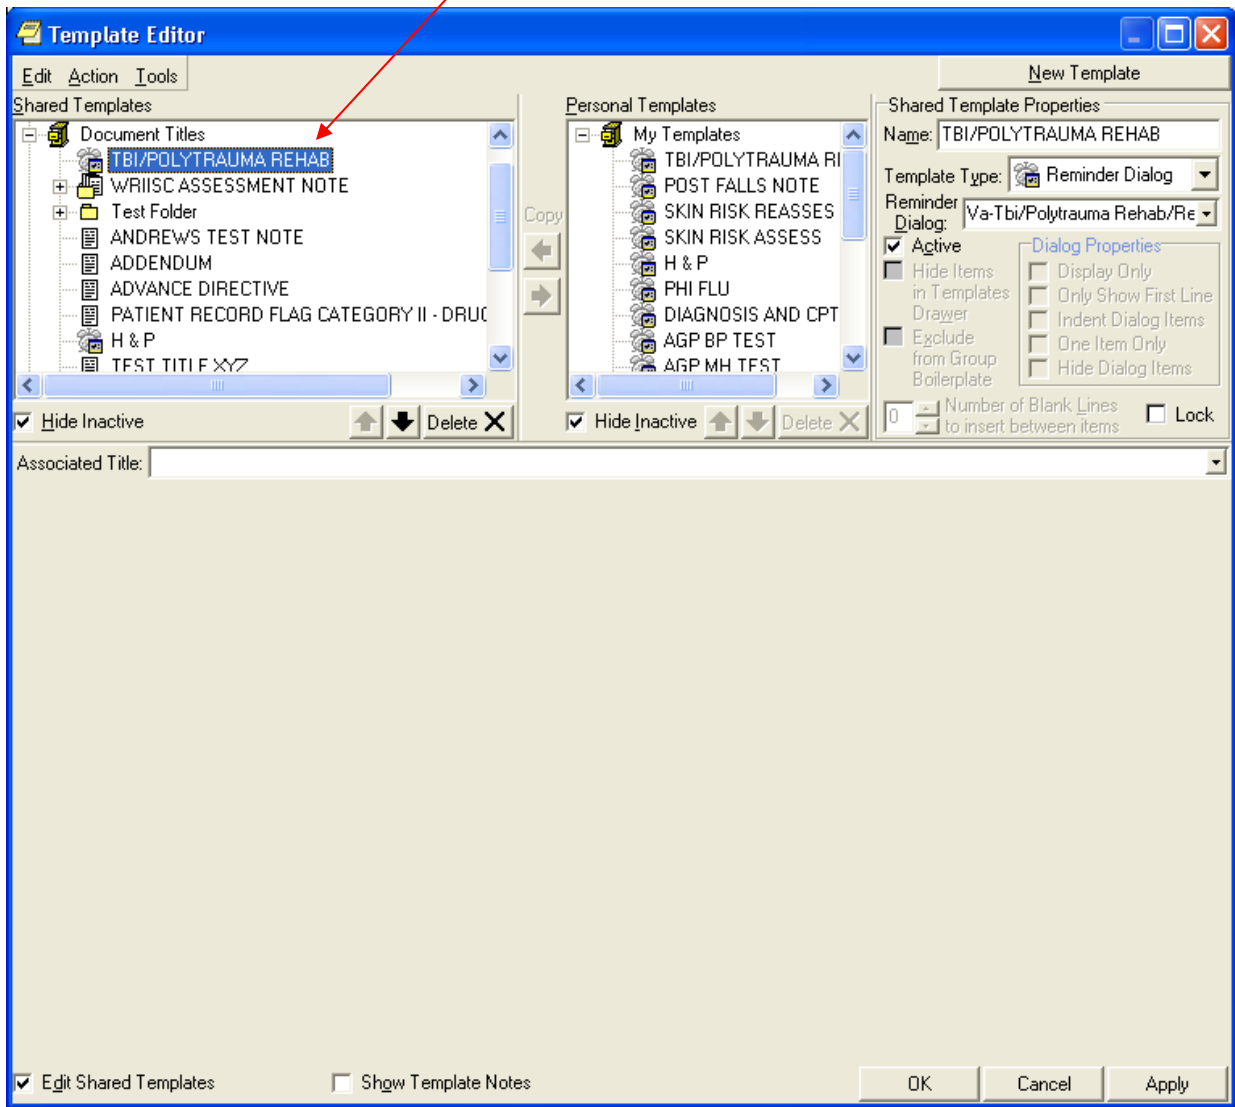 Template Editor
Edit Action Tools
New Template
Shared Templates
Document Titles
TBI/POLYTRAUMA REHAB
WRIISC ASSESSMENT NOTE
Test Folder
ANDREWS TEST NOTE
ADDENDUM
ADVANCE DIRECTIVE
PATIENT RECORD FLAG CATEGORY II - DRUG
H & P
TEST TITLE XYZ
Hide Inactive
Delete
Copy
Personal Templates
My Templates
TBI/POLYTRAUMA RI
POST FALLS NOTE
SKIN RISK REASSES
SKIN RISK ASSESS
H & P
PHI FLU
DIAGNOSIS AND CPT
AGP BP TEST
AGP MH TEST
Hide Inactive
Delete
Shared Template Properties
Name: TBI/POLYTRAUMA REHAB
Template Type: Reminder Dialog
Reminder Dialog: Va-Tbi/Polytrauma Rehab/Re
Active
Hide Items
in Templates
Drawer
Exclude
from Group
Boilerplate
Dialog Properties
Display Only
Only Show First Line
Indent Dialog Items
One Item Only
Hide Dialog Items
0 Number of Blank Lines
to insert between items
Lock
Associated Title:
Edit Shared Templates
Show Template Notes
OK Cancel Apply